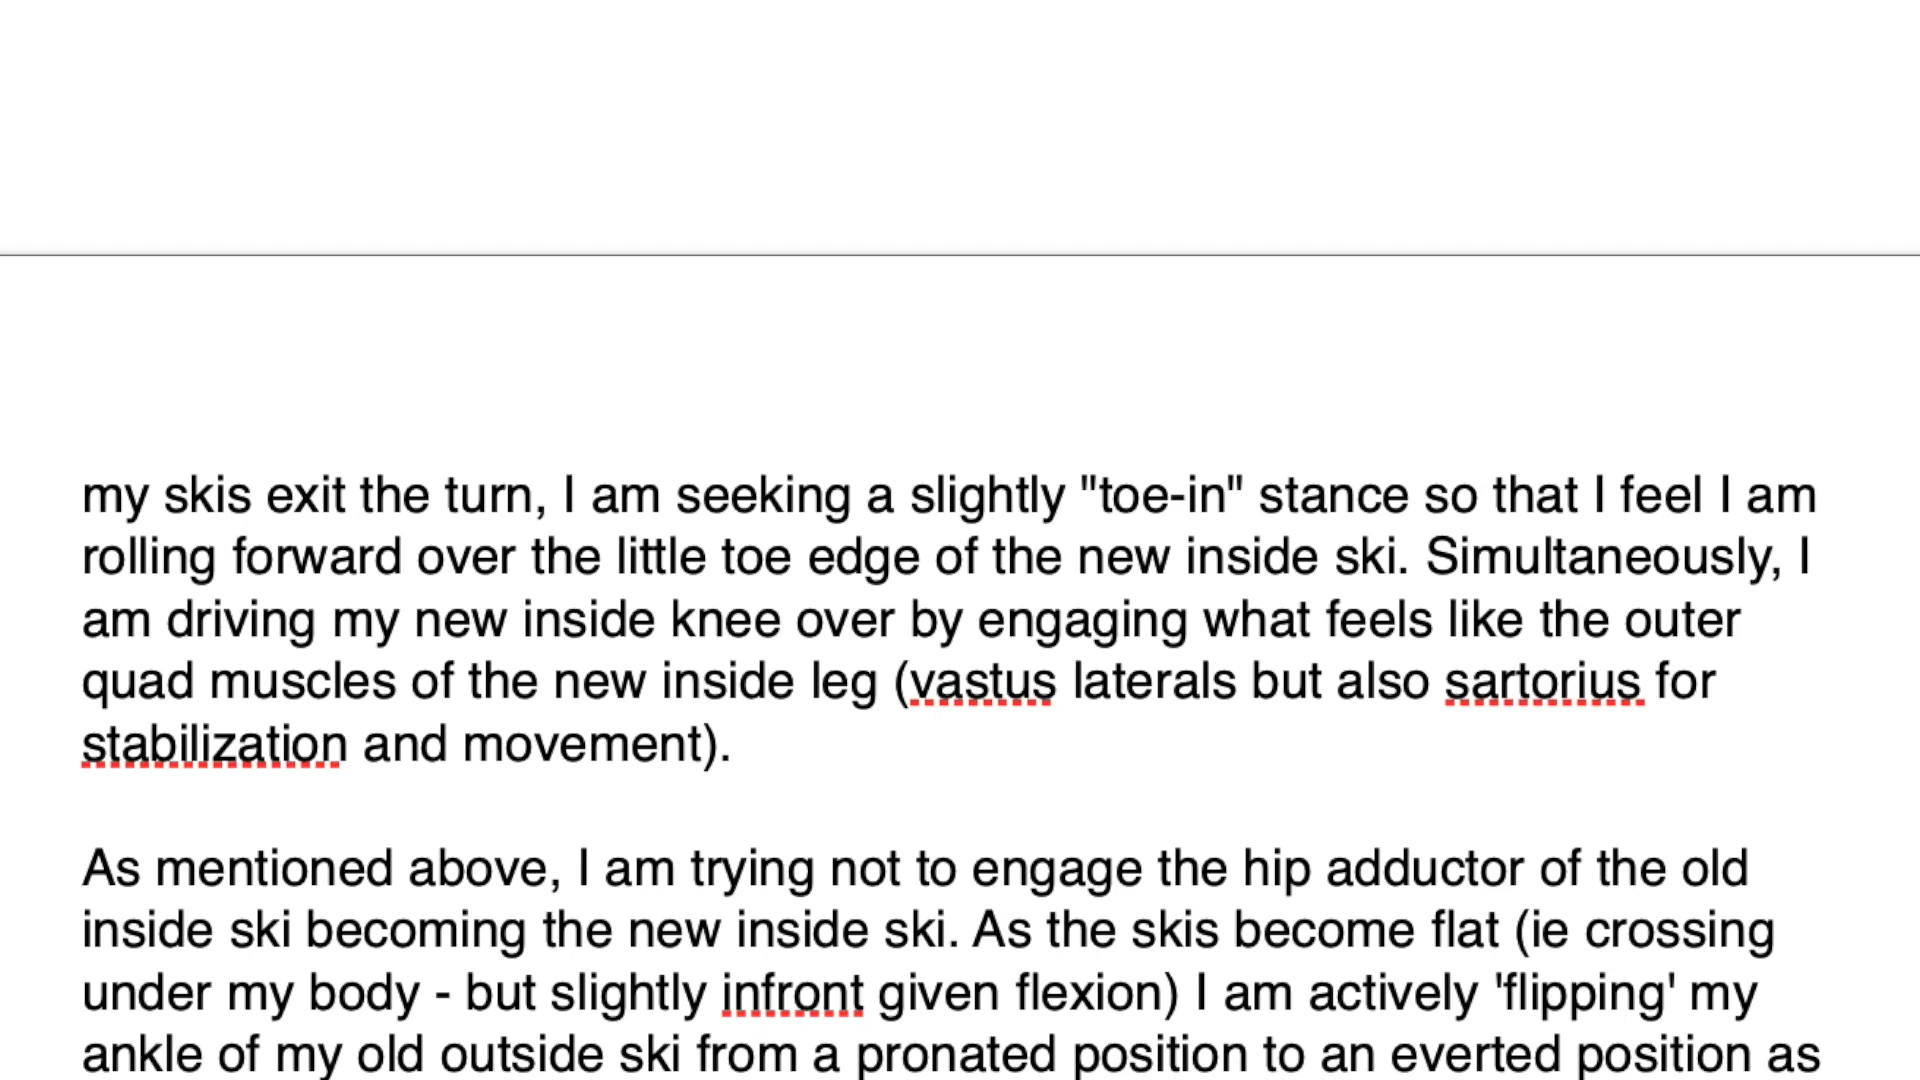 my skis exit the turn, I am seeking a slightly "toe-in" stance so that I feel I am
rolling forward over the little toe edge of the new inside ski. Simultaneously, I
am driving my new inside knee over by engaging what feels like the outer
quad muscles of the new inside leg (vastus laterals but also sartorius for
stabilization and movement).
As mentioned above, I am trying not to engage the hip adductor of the old
inside ski becoming the new inside ski. As the skis become flat (ie crossing
under my body - but slightly infront given flexion) I am actively 'flipping' my
ankle of my old outside ski from a pronated position to an everted position as